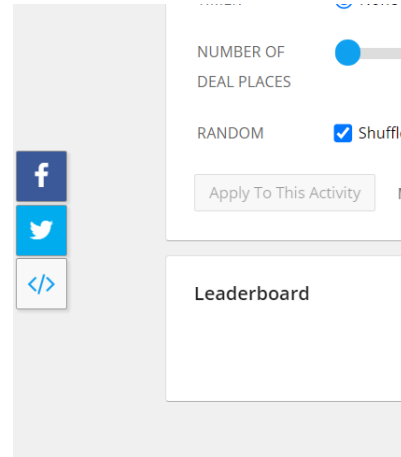 NUMBER OF
DEAL PLACES
RANDOM
Apply To This Activity
Leaderboard